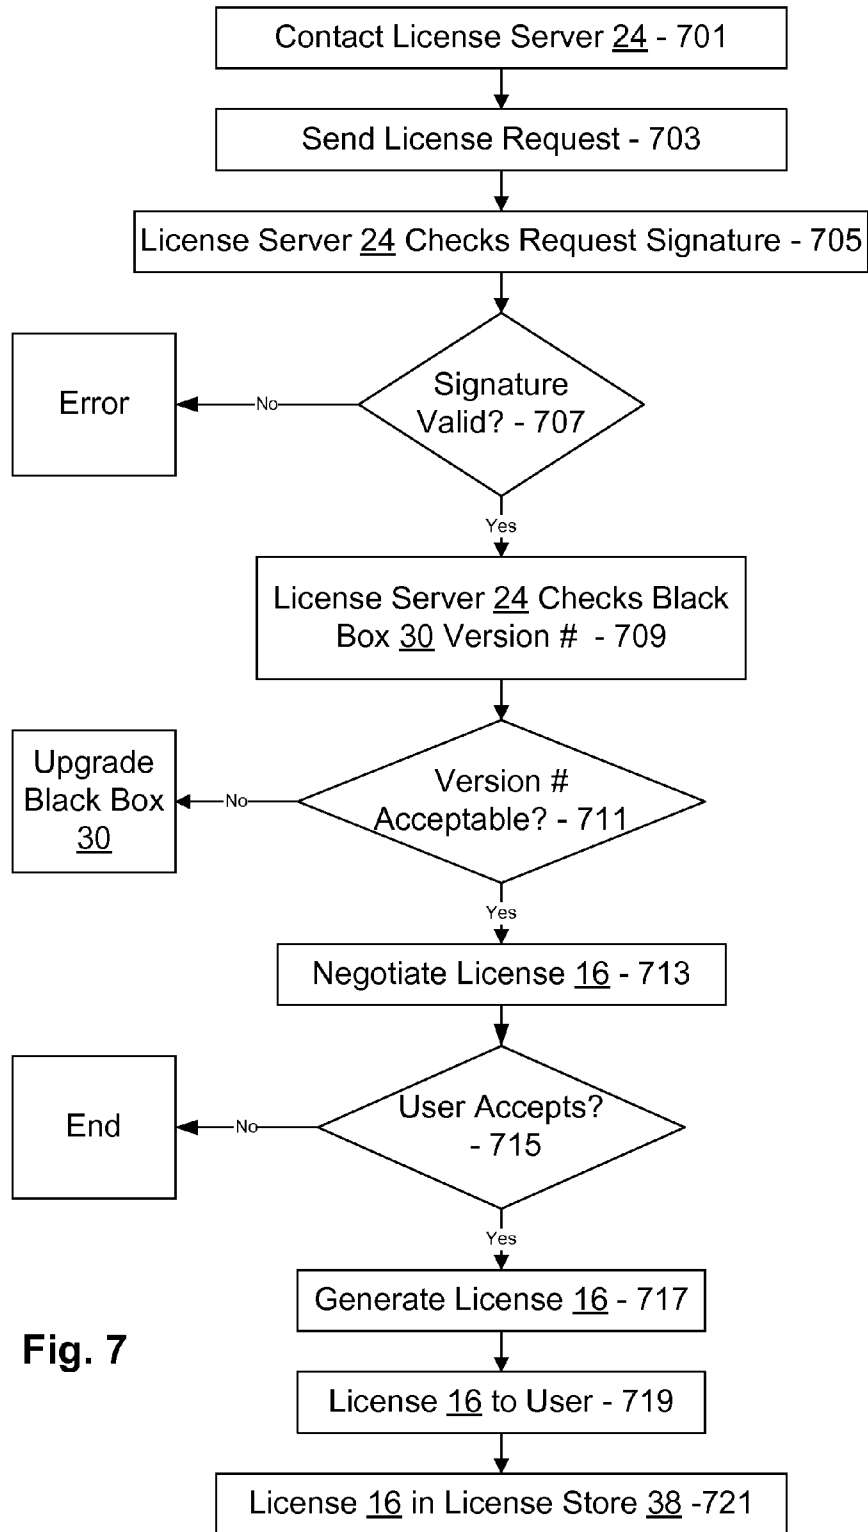 Contact License Server 24 - 701
Send License Request - 703
License Server 24 Checks Request Signature - 705
Signature
Valid? - 707
No
Error
Yes
License Server 24 Checks Black
Box 30 Version # - 709
Version #
Acceptable? - 711
No
Upgrade
Black Box
30
Yes
Negotiate License 16 - 713
User Accepts?
- 715
No
End
Yes
Generate License 16 - 717
License 16 to User - 719
License 16 in License Store 38 -721
Fig. 7